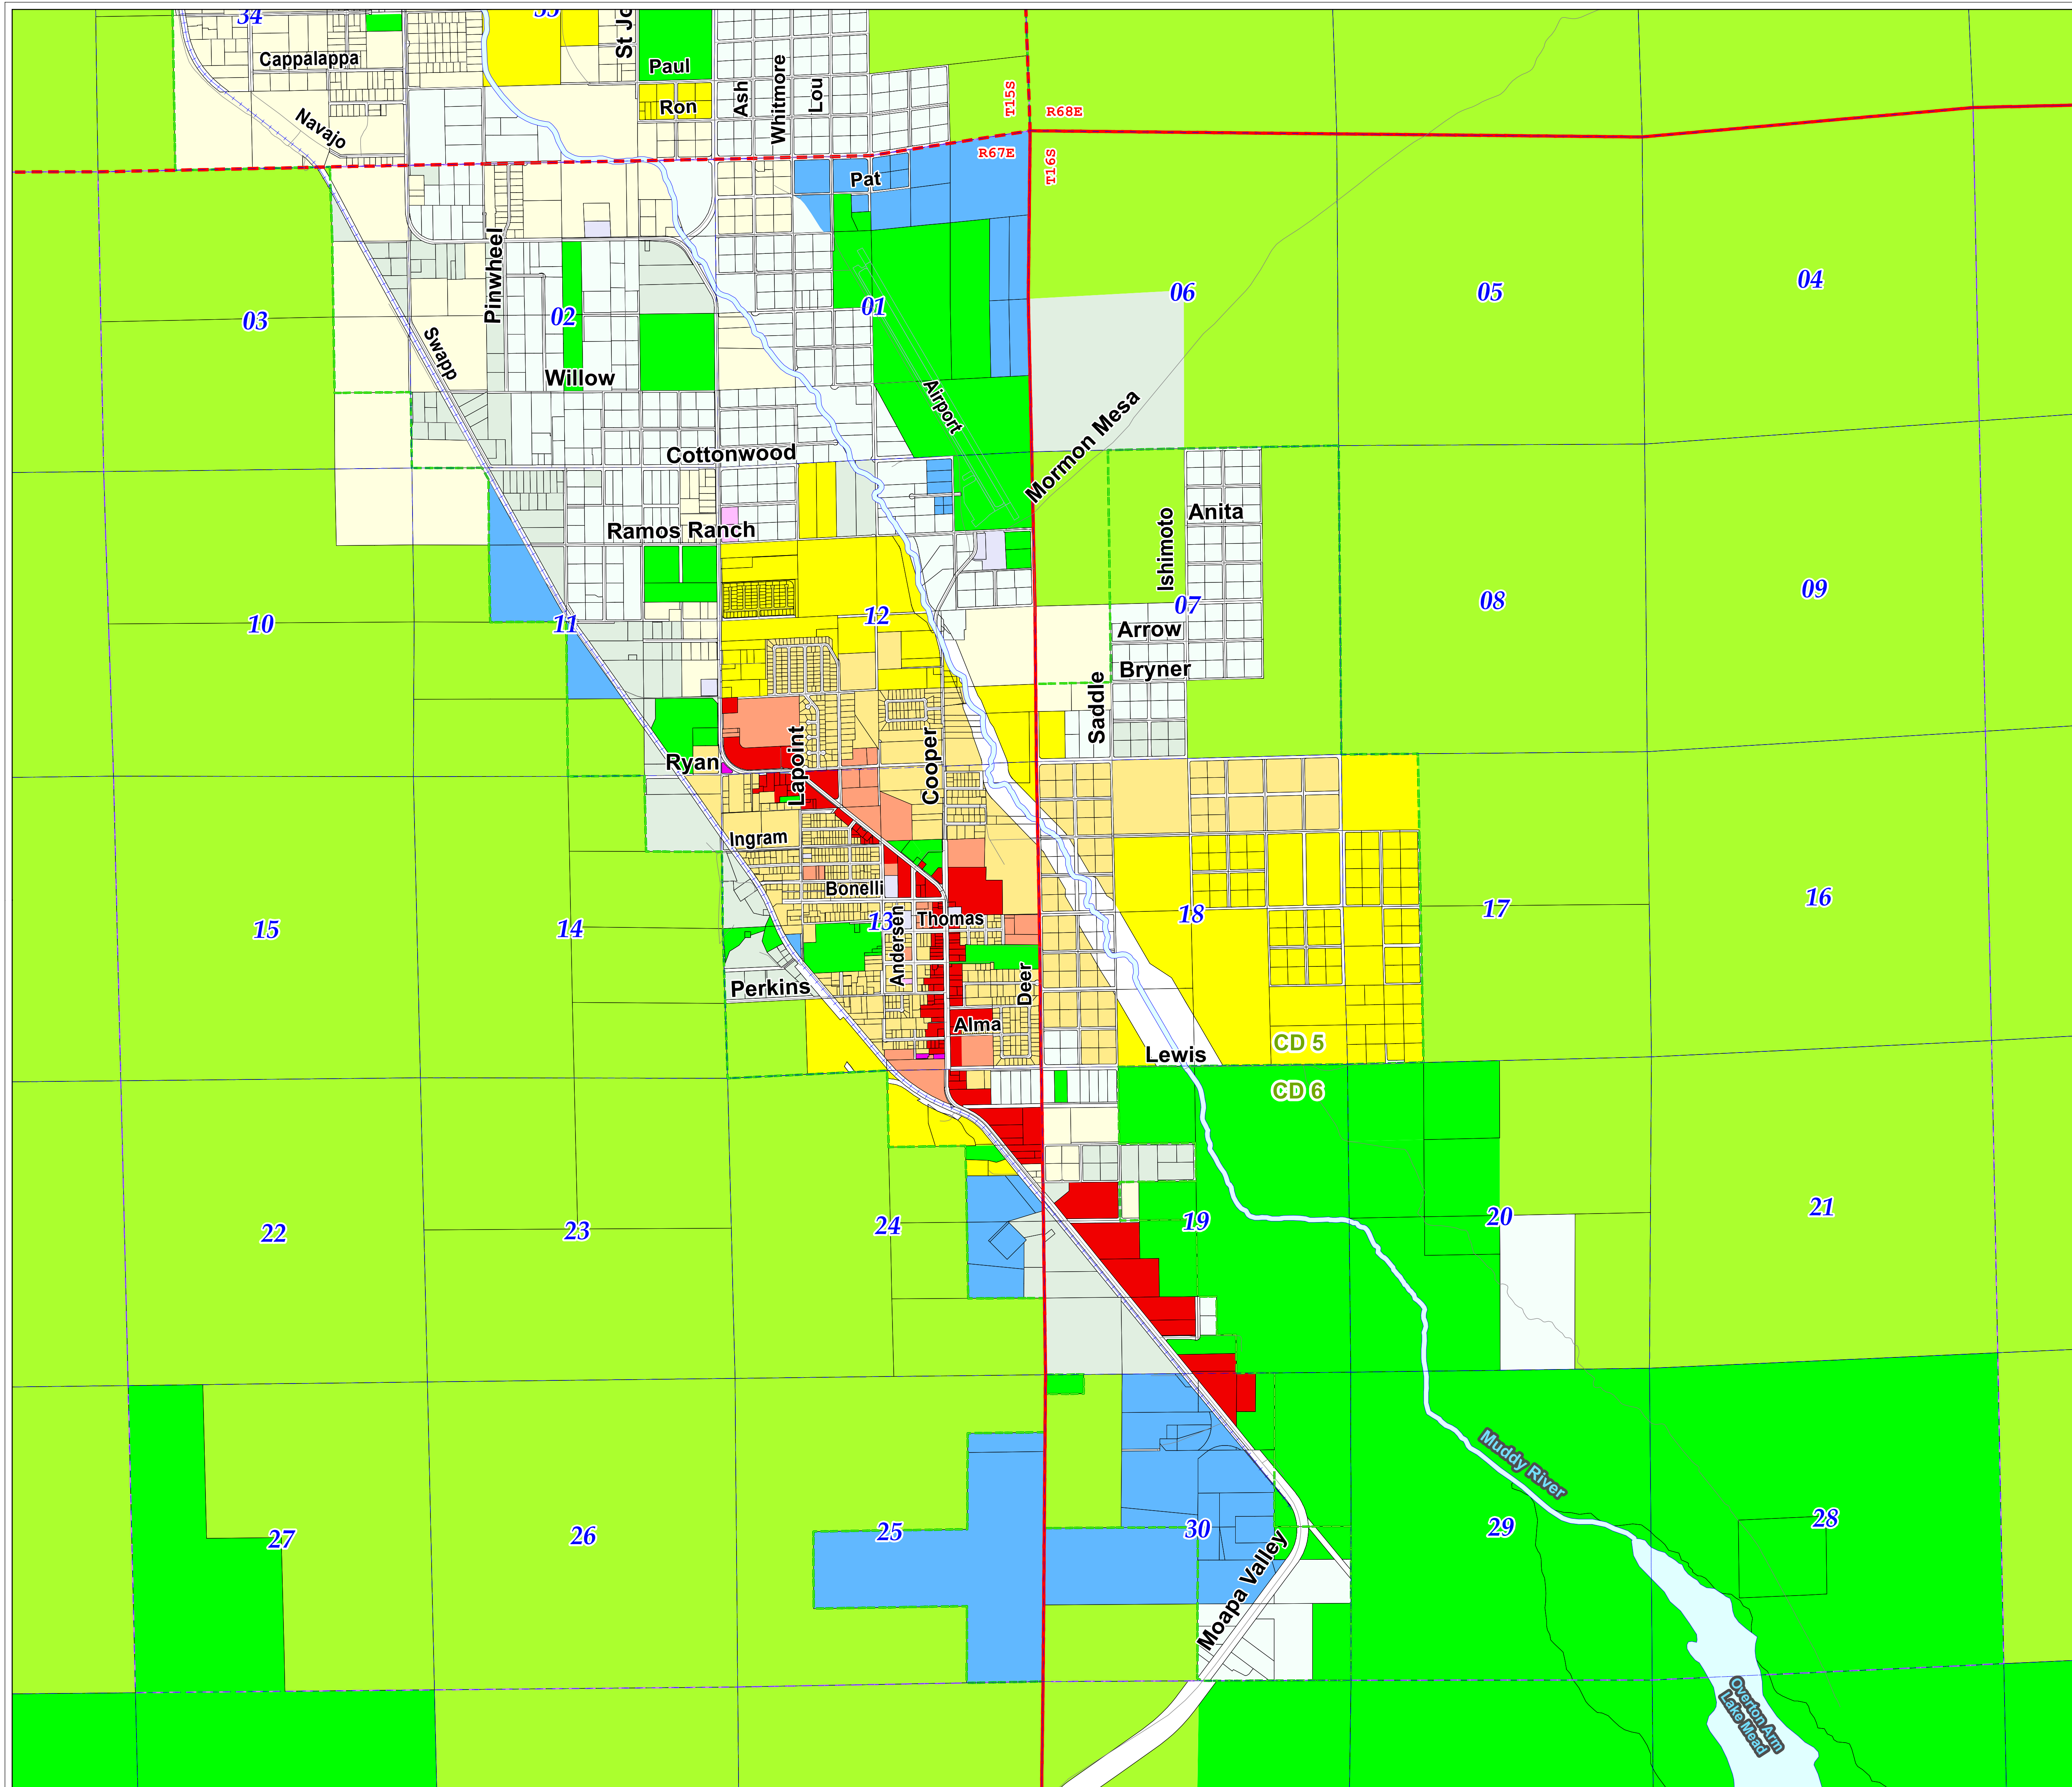 34
St Jo
Cappalappa
Paul
Ron
Ash
Whitmore
Lou
Navajo
T15S
R68E
R67E
T16S
Pat
Pinwheel
03
02
01
06
05
04
Swapp
Willow
Airport
Mormon Mesa
Cottonwood
Ramos Ranch
Ishimoto
Anita
10
11
12
07
08
09
Arrow
Bryner
Saddle
Ryan
Lapoint
Cooper
Ingram
Bonelli
15
14
13
Thomas
Andersen
18
17
16
Perkins
Deer
Alma
Lewis
CD 5
CD 6
22
23
24
19
20
21
Muddy River
27
26
25
30
29
28
Moapa Valley
Overton Arm
Lake Mead